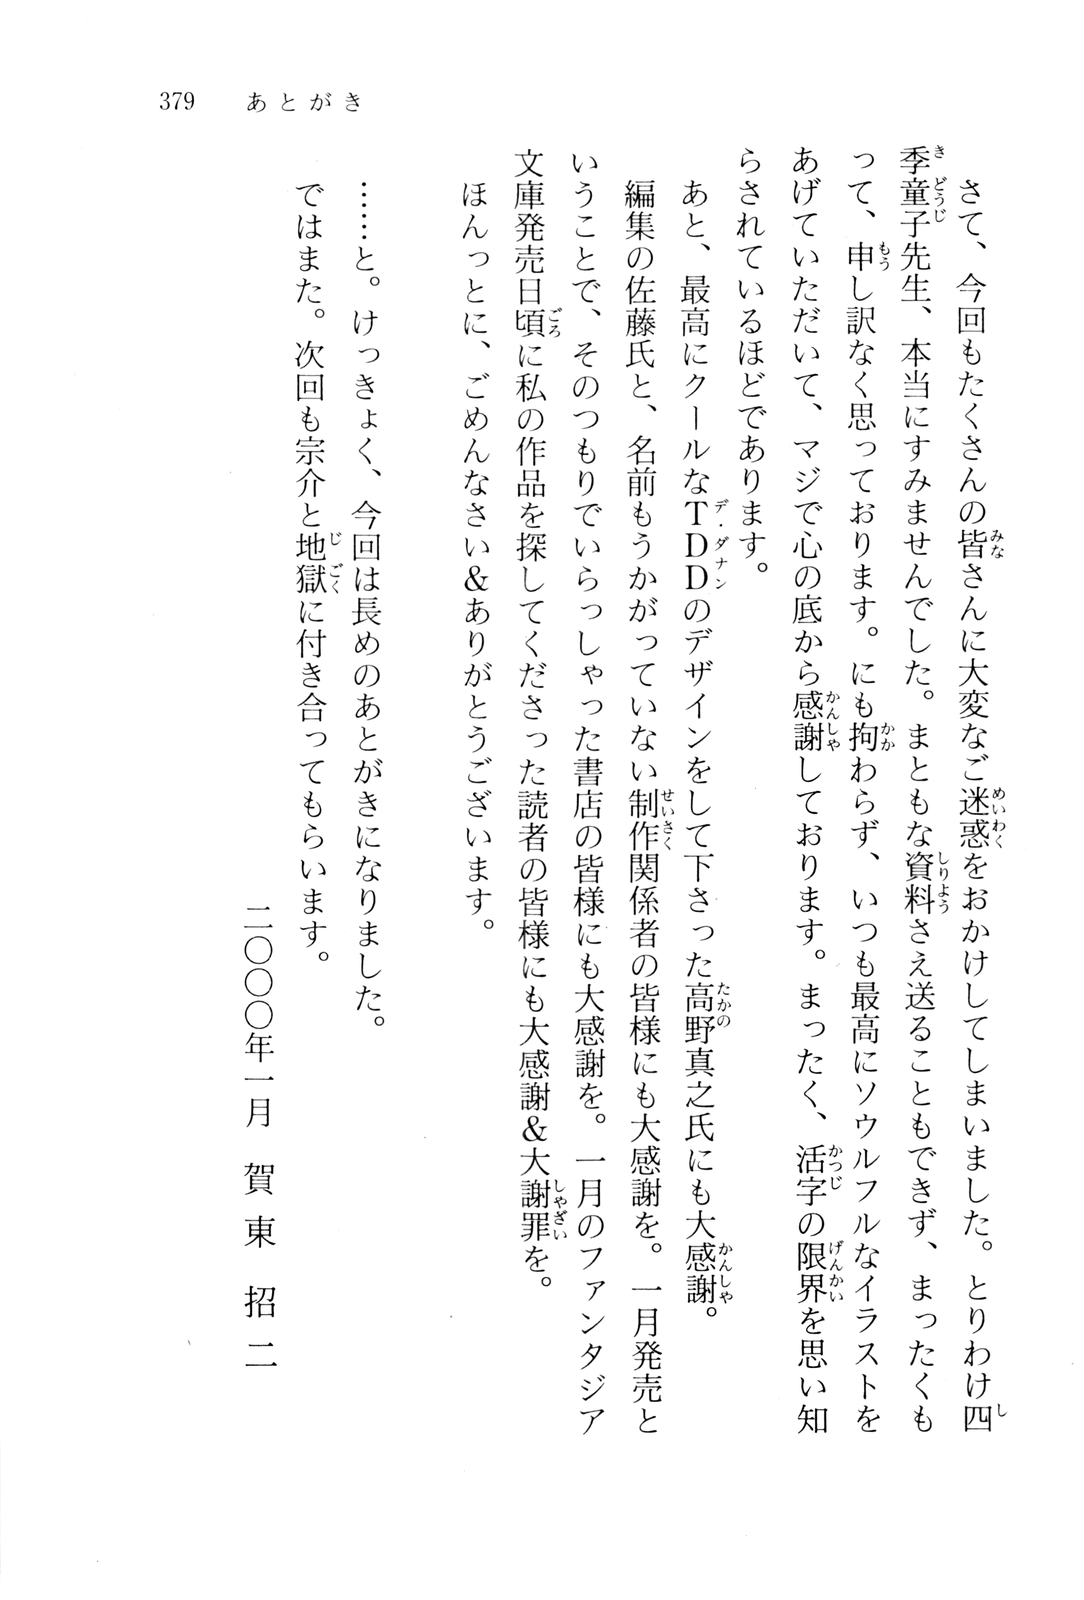 379　あとがき
さて、今回もたくさんの皆さんに大変なご迷惑をおかけしてしまいました。とりわけ四
季童子先生、本当にすみませんでした。まともな資料さえ送ることもできず、まったくも
って、申し訳なく思っております。にも拘わらず、いつも最高にソウルフルなイラストを
あげていただいて、マジで心の底から感謝しております。まったく、活字の限界を思い知
らされているほどであります。
あと、最高にクールなTDDのデザインをして下さった高野真之氏にも大感謝。
編集の佐藤氏と、名前もうかがっていない制作関係者の皆様にも大感謝を。一月発売と
いうことで、そのつもりでいらっしゃった書店の皆様にも大感謝を。一月のファンタジア
文庫発売日頃に私の作品を探してくださった読者の皆様にも大感謝&大謝罪を。
ほんっとに、ごめんなさい&ありがとうございます。
……と。けっきょく、今回は長めのあとがきになりました。
ではまた。次回も宗介と地獄に付き合ってもらいます。
二〇〇〇年一月　賀東招二